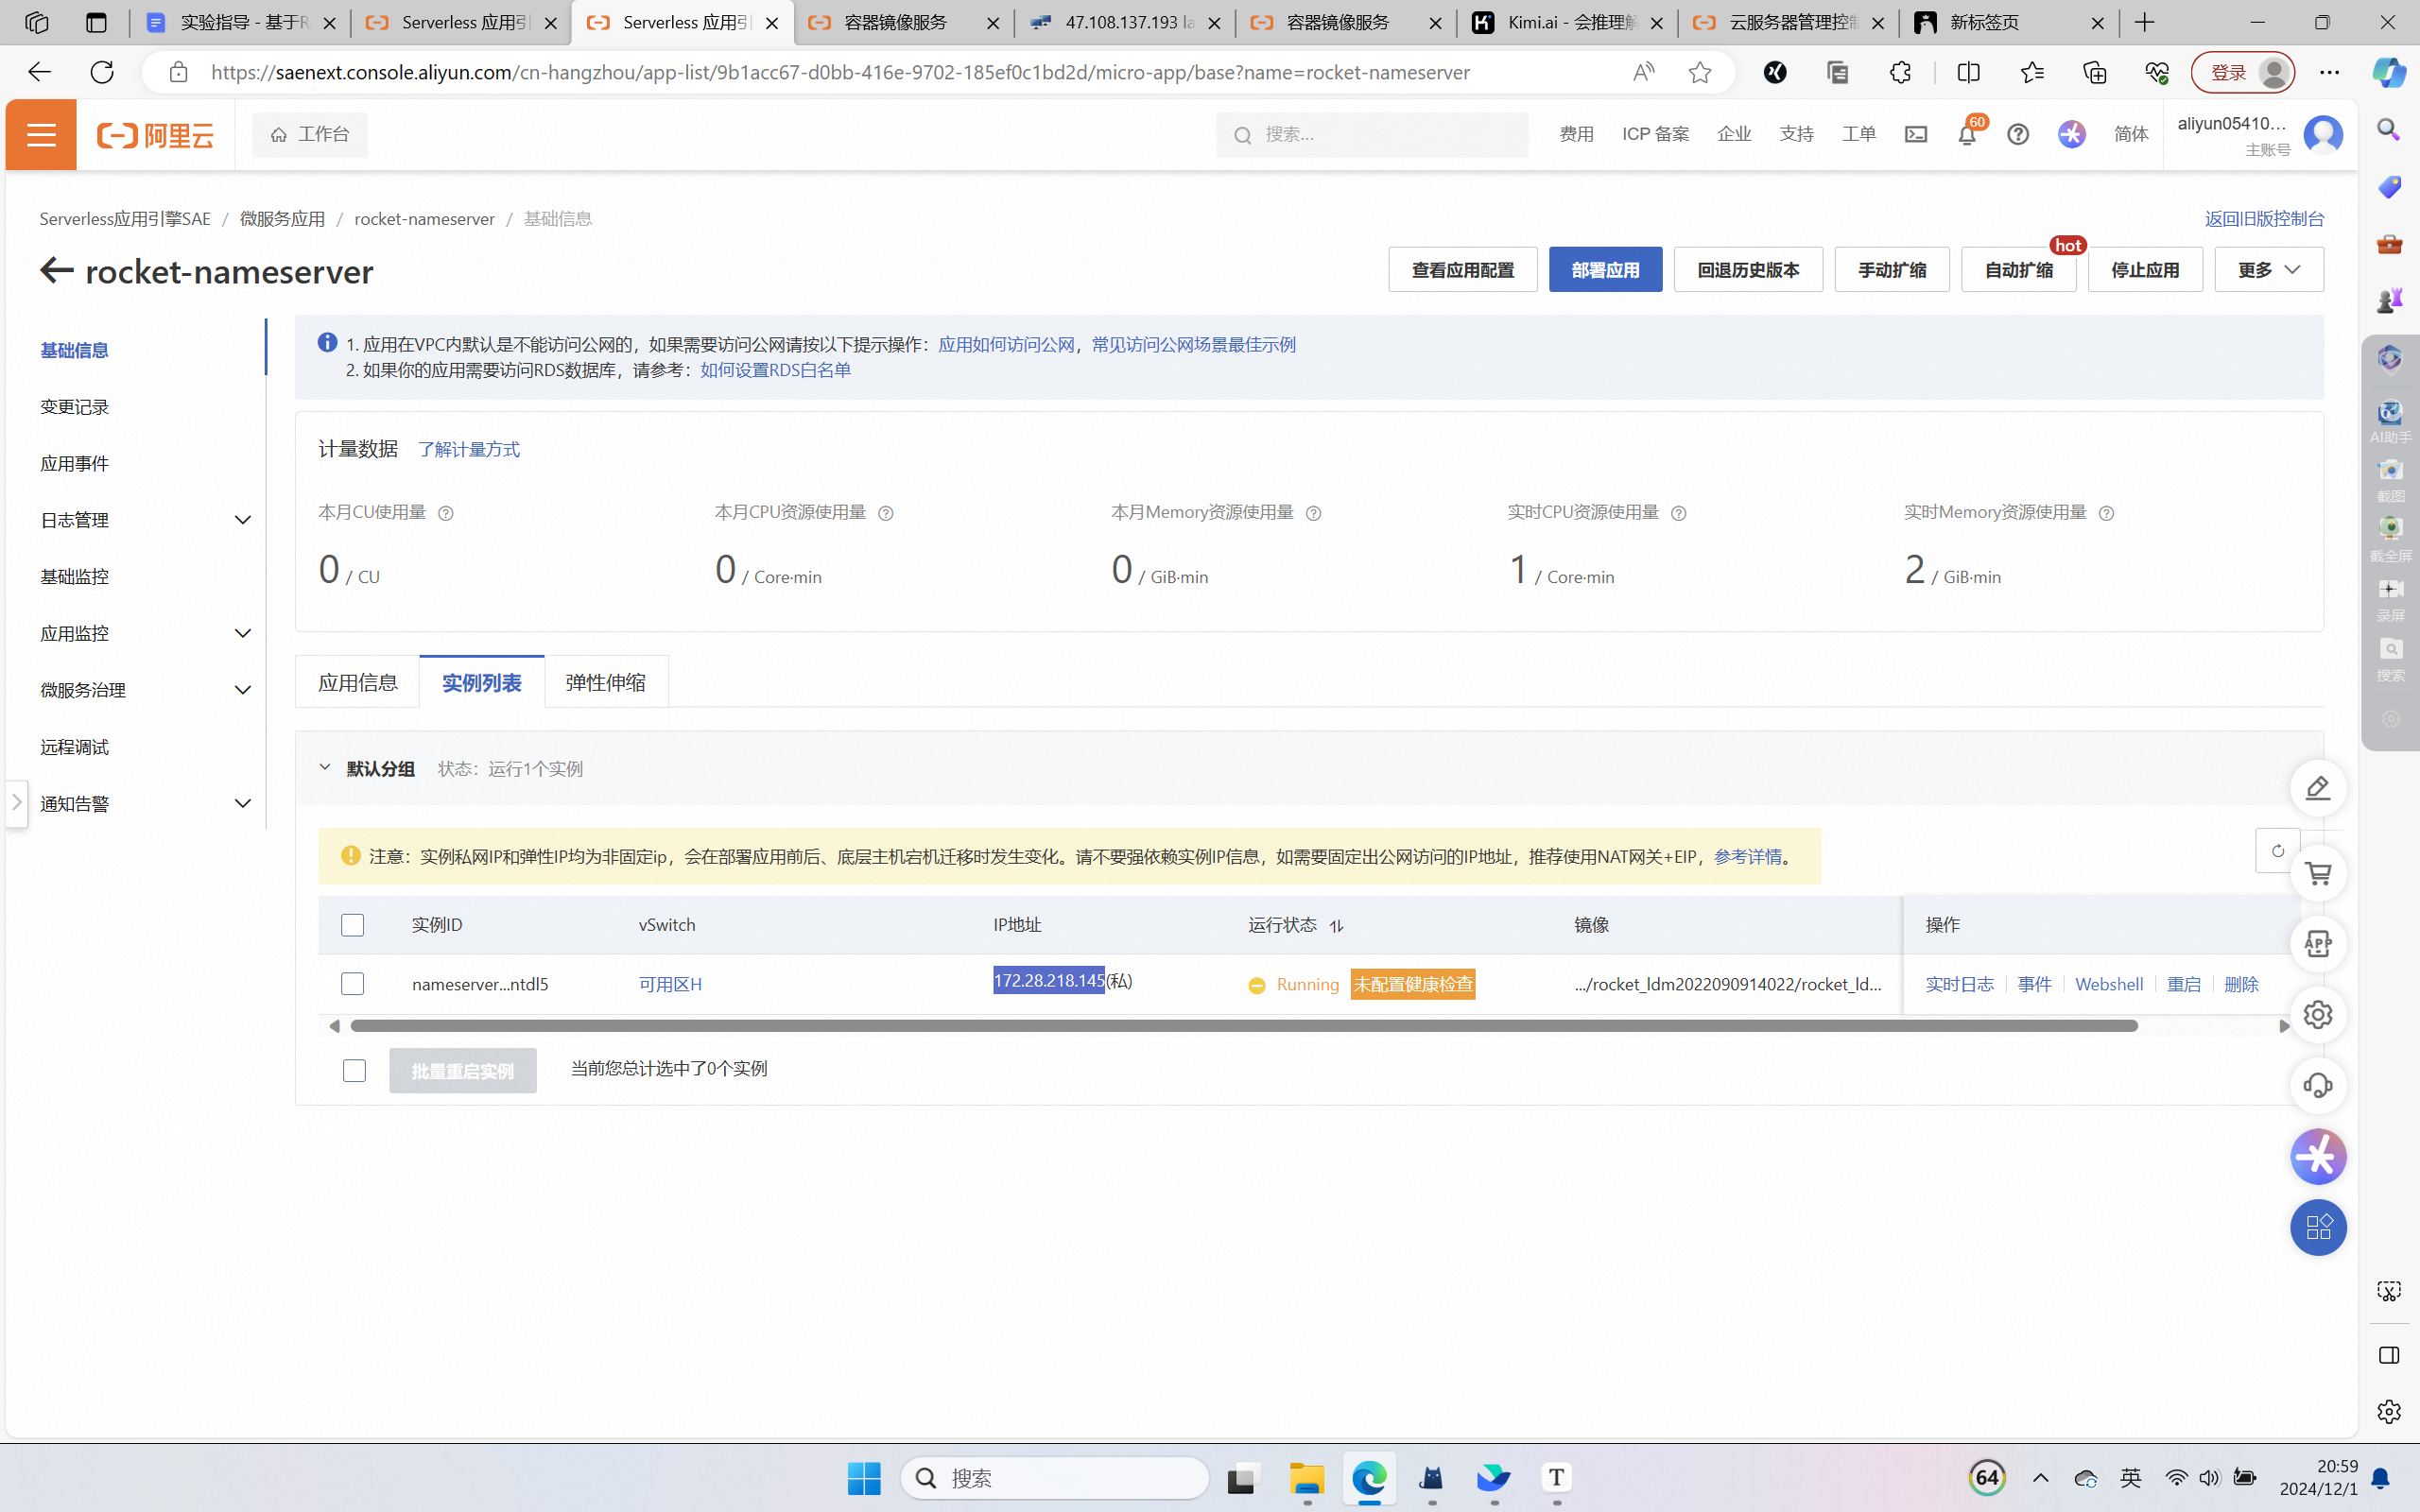 实验指导 - 基于R
Serverless 应用引
Serverless 应用引
容器镜像服务
47.108.137.193 la
容器镜像服务
Kimi.ai - 会推理解
云服务器管理控制
新标签页
https://saenext.console.aliyun.com/cn-hangzhou/app-list/9b1acc67-d0bb-416e-9702-185ef0c1bd2d/micro-app/base?name=rocket-nameserver
登录
阿里云
工作台
搜索...
费用
ICP 备案
企业
支持
工单
60
简体
aliyun05410...
主账号
Serverless应用引擎SAE / 微服务应用 / rocket-nameserver / 基础信息
返回旧版控制台
rocket-nameserver
查看应用配置
部署应用
回退历史版本
手动扩缩
自动扩缩
hot
停止应用
更多
基础信息
变更记录
应用事件
日志管理
基础监控
应用监控
微服务治理
远程调试
通知告警
1. 应用在VPC内默认是不能访问公网的，如果需要访问公网请按以下提示操作：应用如何访问公网，常见访问公网场景最佳示例
2. 如果你的应用需要访问RDS数据库，请参考：如何设置RDS白名单
计量数据 了解计量方式
本月CU使用量
本月CPU资源使用量
本月Memory资源使用量
实时CPU资源使用量
实时Memory资源使用量
0 / CU
0 / Core·min
0 / GiB·min
1 / Core·min
2 / GiB·min
应用信息
实例列表
弹性伸缩
默认分组 状态：运行1个实例
注意：实例私网IP和弹性IP均为非固定ip，会在部署应用前后、底层主机宕机迁移时发生变化。请不要强依赖实例IP信息，如需要固定出公网访问的IP地址，推荐使用NAT网关+EIP，参考详情。
实例ID
vSwitch
IP地址
运行状态
镜像
操作
nameserver...ntdl5
可用区H
172.28.218.145(私)
Running 未配置健康检查
.../rocket_ldm2022090914022/rocket_ld...
实时日志 事件 Webshell 重启 删除
批量重启实例
当前您总计选中了0个实例
AI助手
截图
截全屏
录屏
搜索
APP
搜索
64
英
20:59
2024/12/1